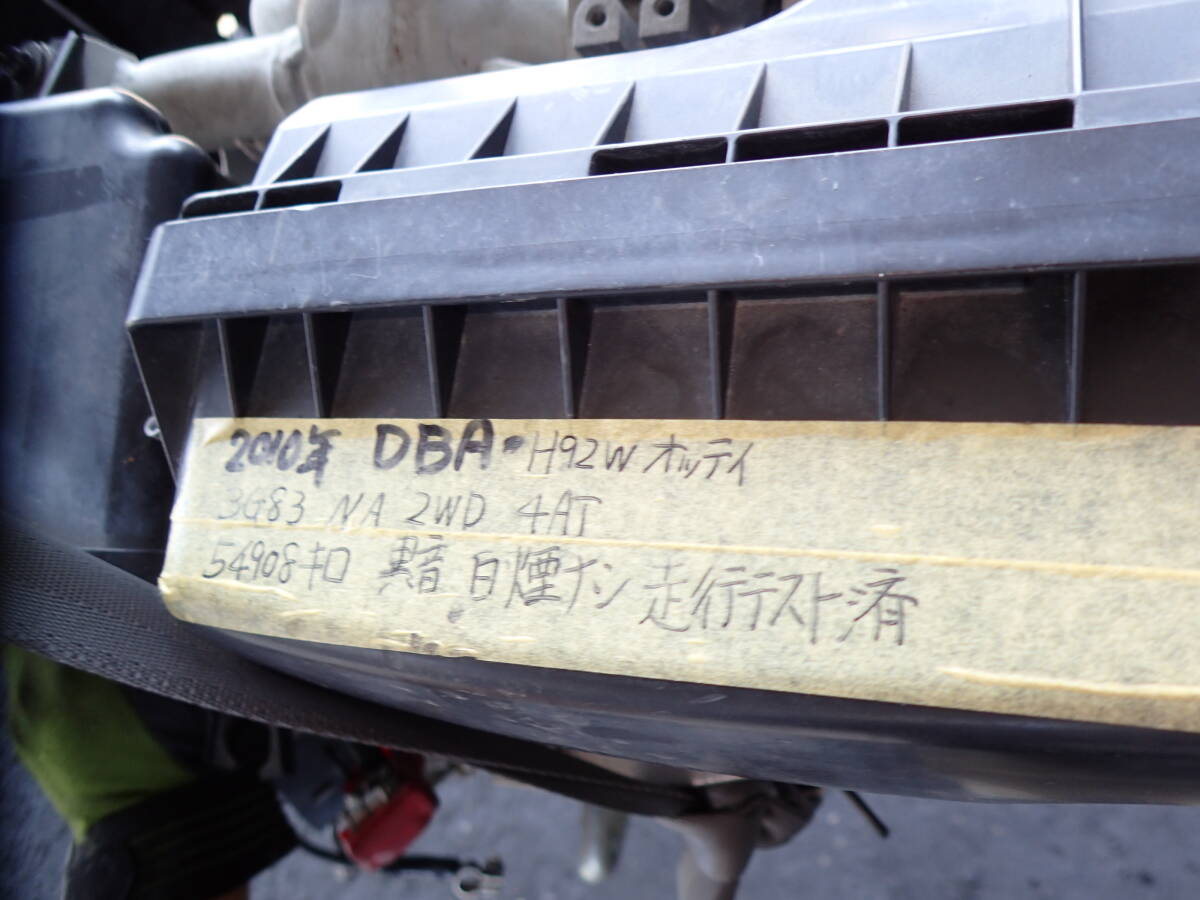 2010年 DBA-H92W オッティ
3G83 NA 2WD 4AT
54908キロ 異音 白煙ナシ 走行テスト済